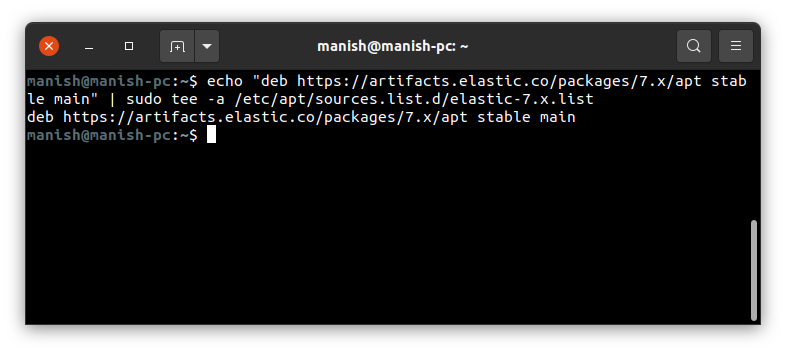 manish@manish-pc: ~
manish@manish-pc:~$ echo "deb https://artifacts.elastic.co/packages/7.x/apt stab
le main" | sudo tee -a /etc/apt/sources.list.d/elastic-7.x.list
deb https://artifacts.elastic.co/packages/7.x/apt stable main
manish@manish-pc:~$